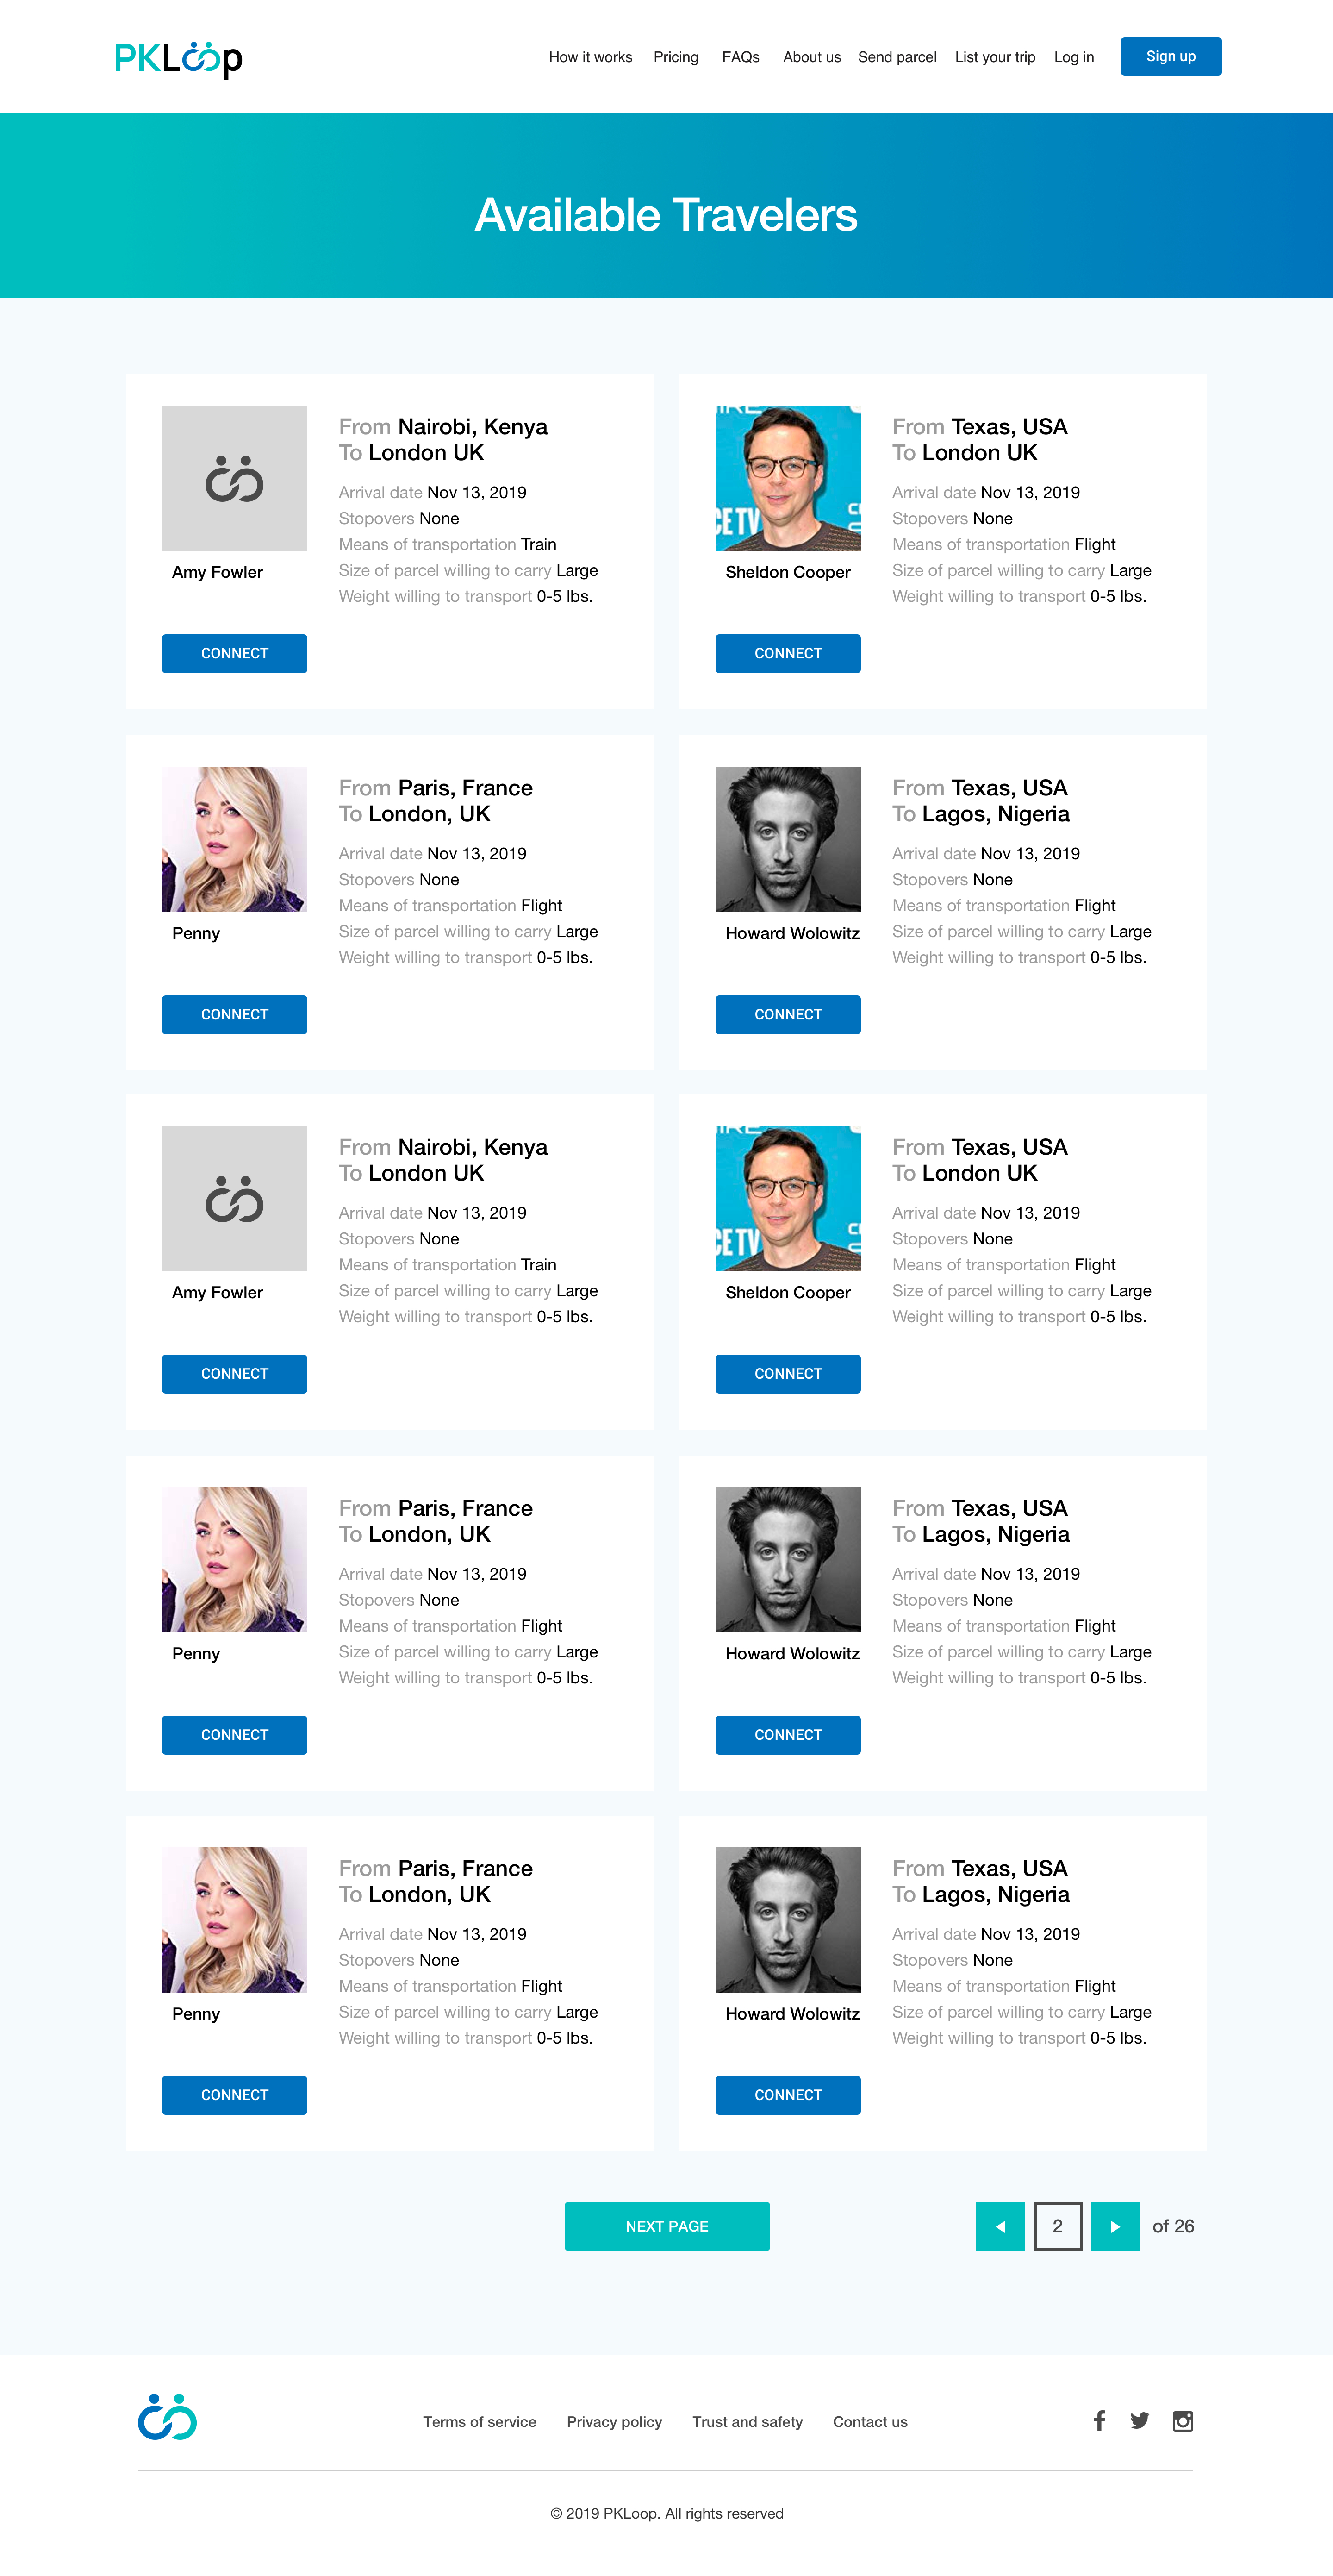 PKLoop
How it works Pricing FAQs About us Send parcel List your trip Log in Sign up
Available Travelers
From Nairobi, Kenya
To London UK
Arrival date Nov 13, 2019
Stopovers None
Means of transportation Train
Size of parcel willing to carry Large
Weight willing to transport 0-5 lbs.
Amy Fowler
CONNECT
From Texas, USA
To London UK
Arrival date Nov 13, 2019
Stopovers None
Means of transportation Flight
Size of parcel willing to carry Large
Weight willing to transport 0-5 lbs.
CETV
Sheldon Cooper
CONNECT
From Paris, France
To London, UK
Arrival date Nov 13, 2019
Stopovers None
Means of transportation Flight
Size of parcel willing to carry Large
Weight willing to transport 0-5 lbs.
Penny
CONNECT
From Texas, USA
To Lagos, Nigeria
Arrival date Nov 13, 2019
Stopovers None
Means of transportation Flight
Size of parcel willing to carry Large
Weight willing to transport 0-5 lbs.
Howard Wolowitz
CONNECT
From Nairobi, Kenya
To London UK
Arrival date Nov 13, 2019
Stopovers None
Means of transportation Train
Size of parcel willing to carry Large
Weight willing to transport 0-5 lbs.
Amy Fowler
CONNECT
From Texas, USA
To London UK
Arrival date Nov 13, 2019
Stopovers None
Means of transportation Flight
Size of parcel willing to carry Large
Weight willing to transport 0-5 lbs.
CETV
Sheldon Cooper
CONNECT
From Paris, France
To London, UK
Arrival date Nov 13, 2019
Stopovers None
Means of transportation Flight
Size of parcel willing to carry Large
Weight willing to transport 0-5 lbs.
Penny
CONNECT
From Texas, USA
To Lagos, Nigeria
Arrival date Nov 13, 2019
Stopovers None
Means of transportation Flight
Size of parcel willing to carry Large
Weight willing to transport 0-5 lbs.
Howard Wolowitz
CONNECT
From Paris, France
To London, UK
Arrival date Nov 13, 2019
Stopovers None
Means of transportation Flight
Size of parcel willing to carry Large
Weight willing to transport 0-5 lbs.
Penny
CONNECT
From Texas, USA
To Lagos, Nigeria
Arrival date Nov 13, 2019
Stopovers None
Means of transportation Flight
Size of parcel willing to carry Large
Weight willing to transport 0-5 lbs.
Howard Wolowitz
CONNECT
NEXT PAGE
2 of 26
Terms of service Privacy policy Trust and safety Contact us
© 2019 PKLoop. All rights reserved